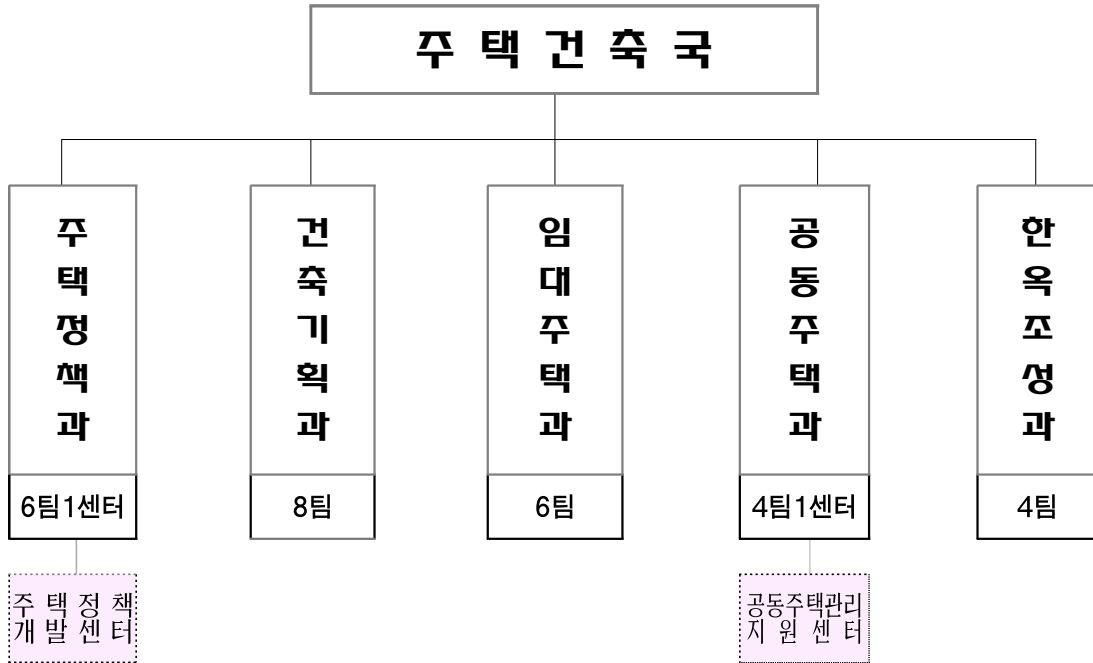 주택건축국
주택정책과
건축기획과
임대주택과
공동주택과
한옥조성과
6팀1센터
8팀
6팀
4팀1센터
4팀
주택정책
개발센터
공동주택관리
지원센터